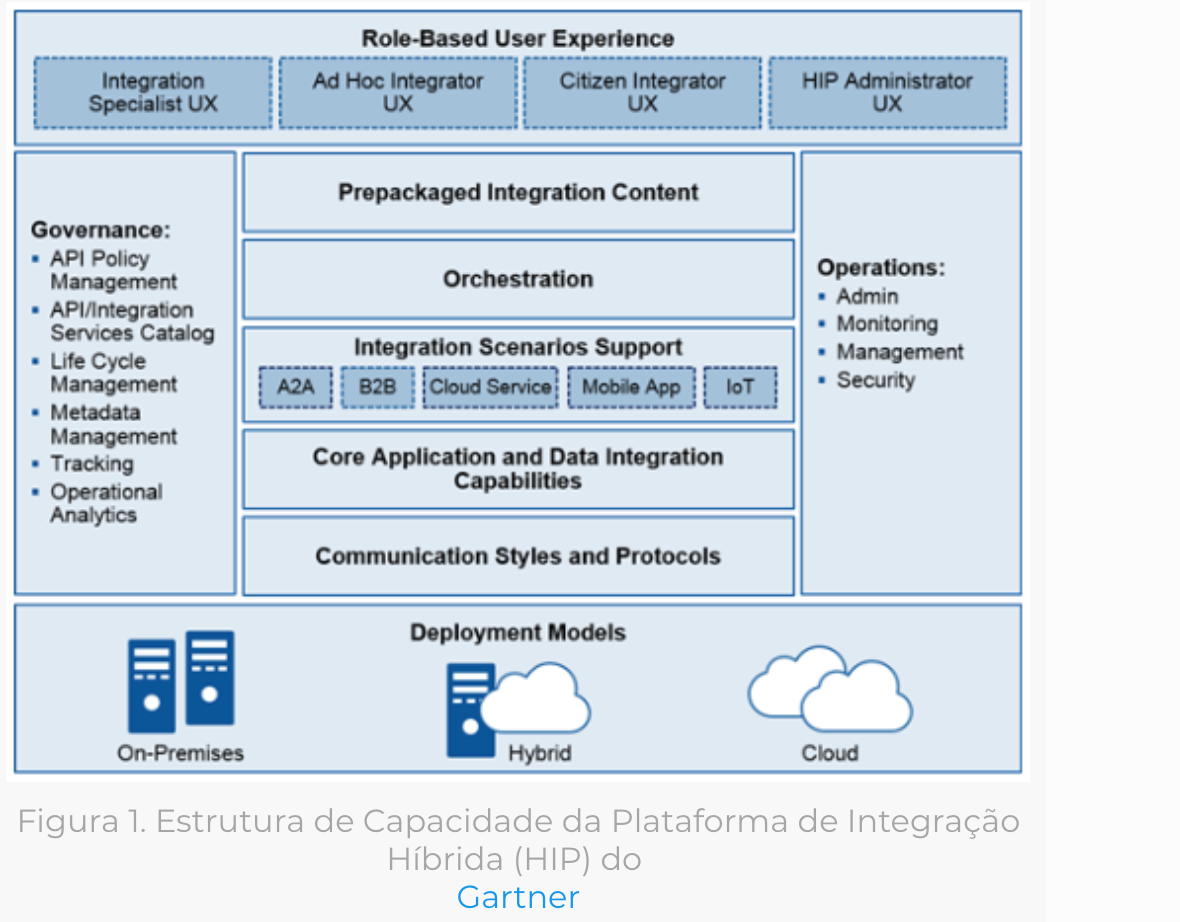 Role-Based User Experience
Integration
Specialist UX
Ad Hoc Integrator
UX
Citizen Integrator
UX
HIP Administrator
UX
Governance:
▪ API Policy
Management
▪ API/Integration
Services Catalog
▪ Life Cycle
Management
▪ Metadata
Management
▪ Tracking
▪ Operational
Analytics
Prepackaged Integration Content
Orchestration
Integration Scenarios Support
A2A
B2B
Cloud Service
Mobile App
IoT
Core Application and Data Integration
Capabilities
Communication Styles and Protocols
Operations:
▪ Admin
▪ Monitoring
▪ Management
▪ Security
Deployment Models
On-Premises
Hybrid
Cloud
Figura 1. Estrutura de Capacidade da Plataforma de Integração
Híbrida (HIP) do
Gartner